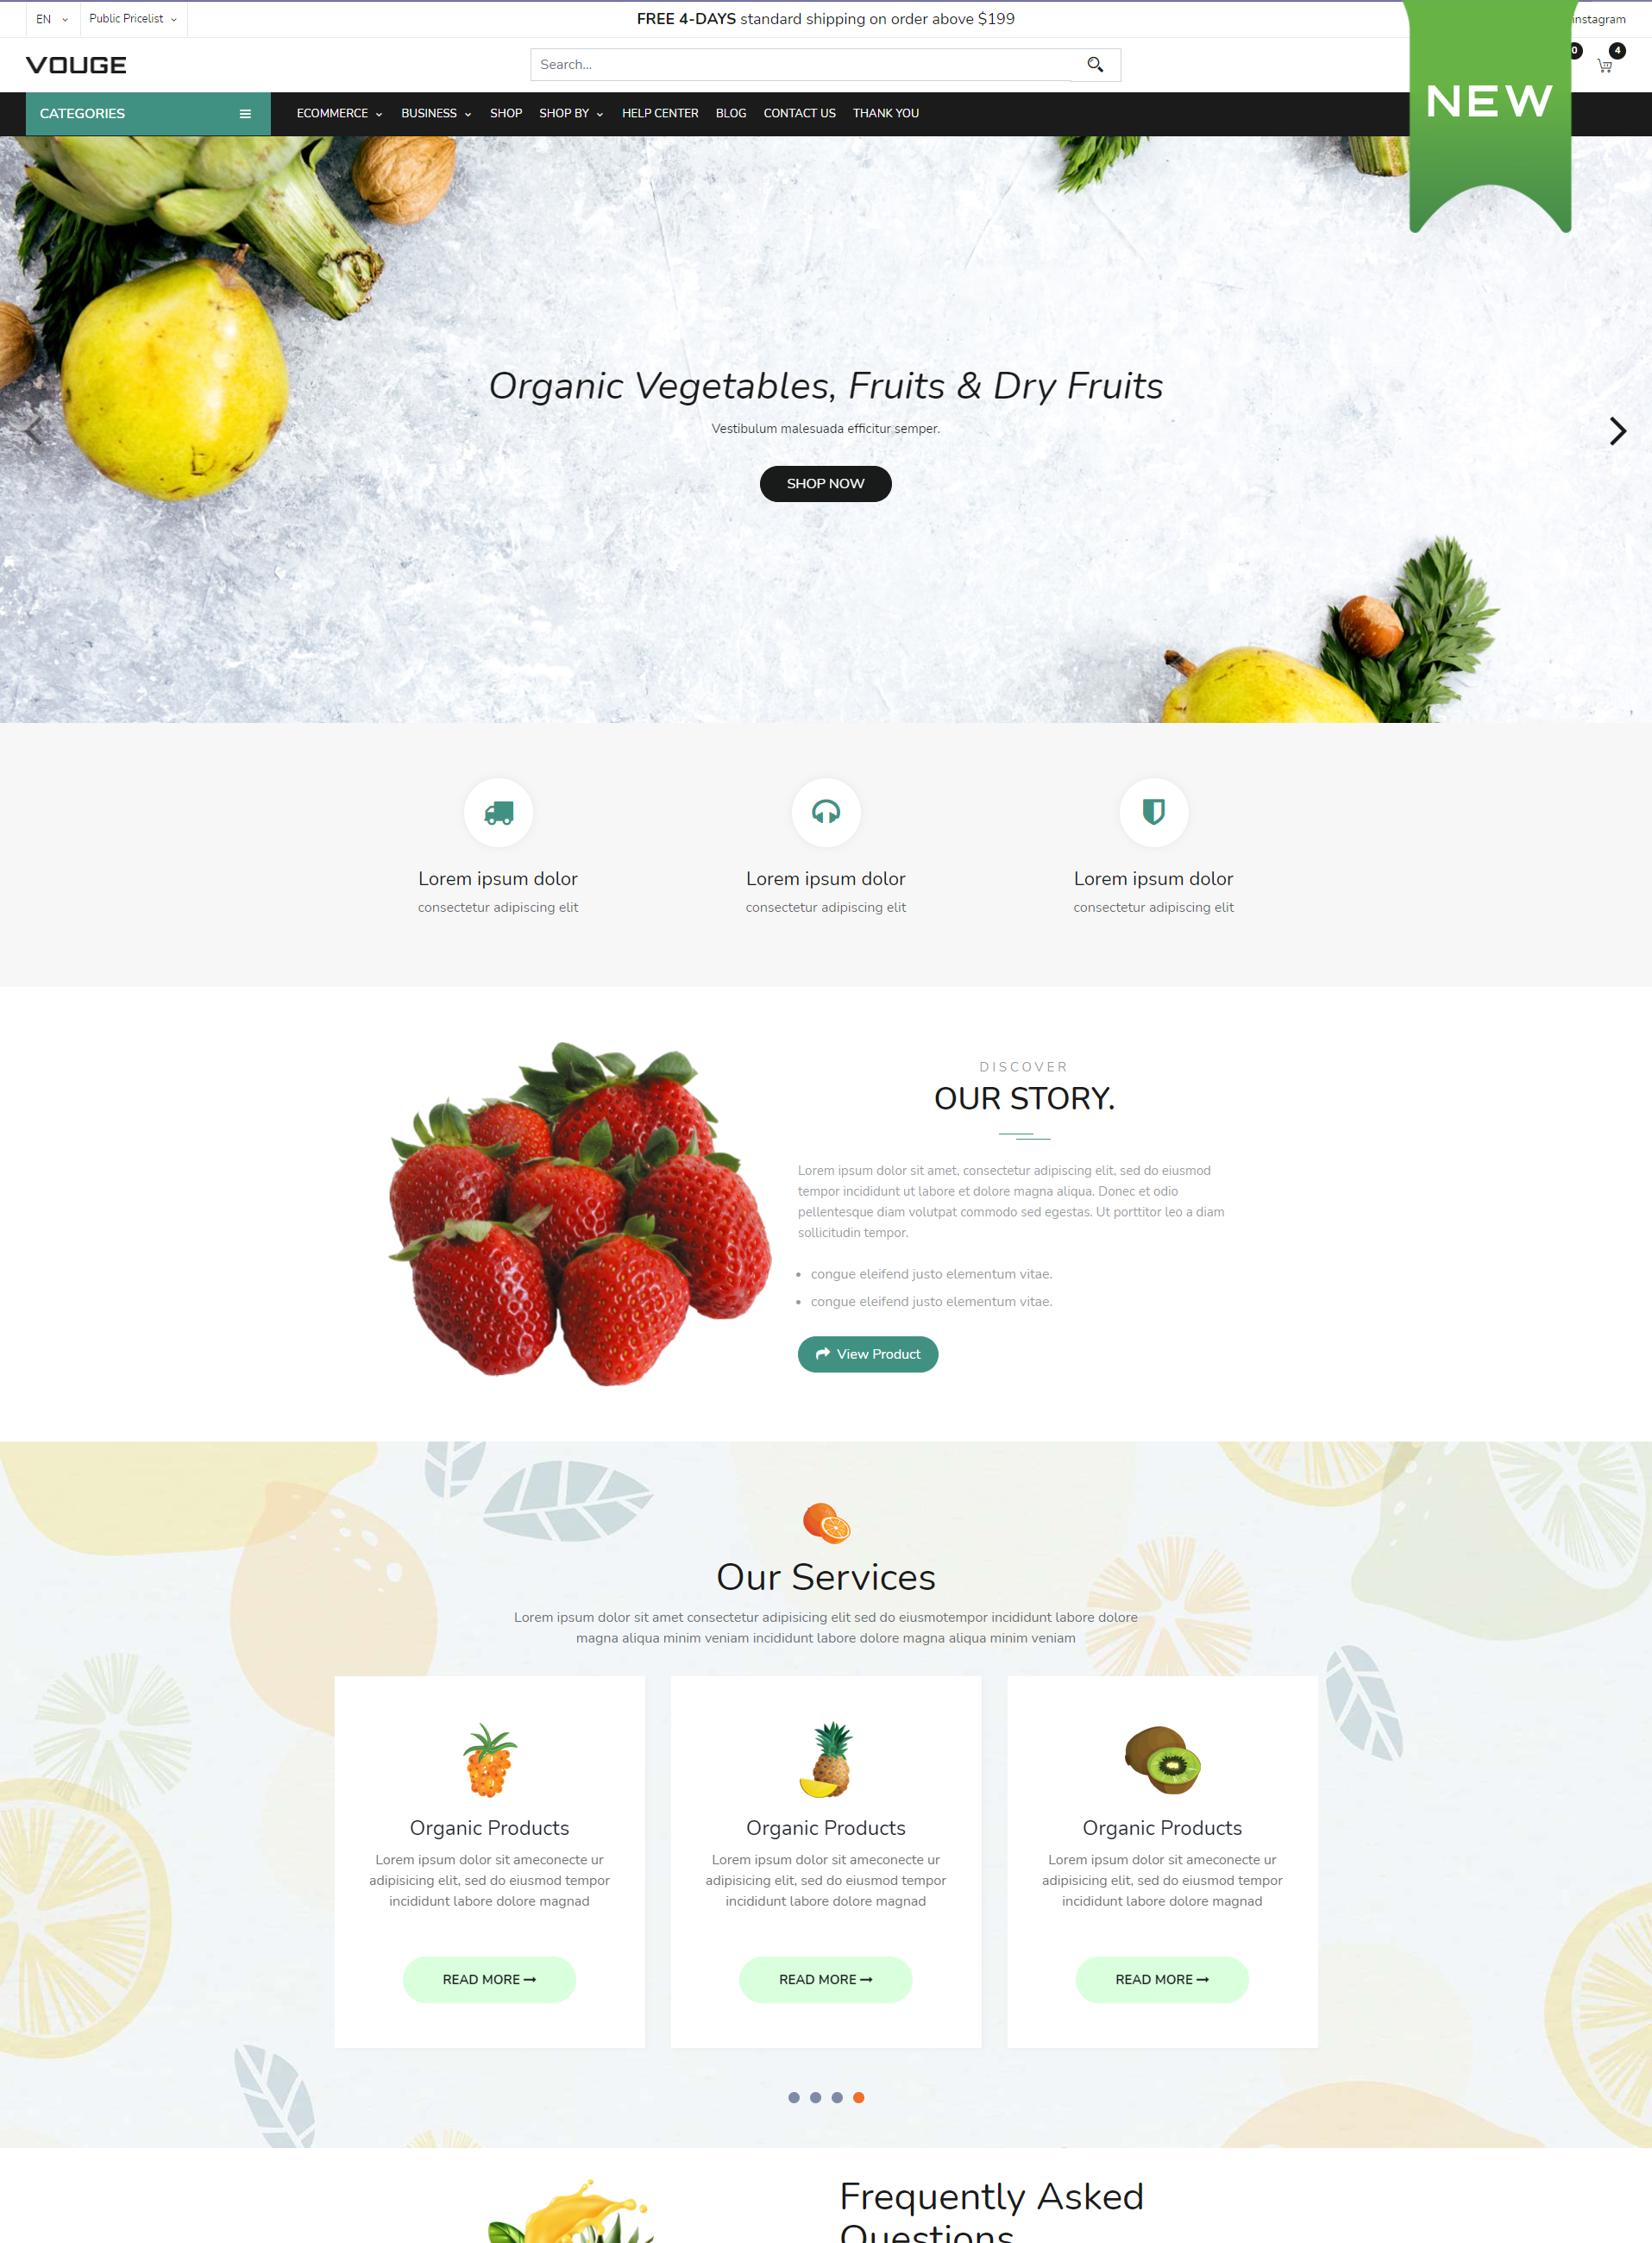 EN
Public Pricelist
FREE 4-DAYS standard shipping on order above $199
instagram
VOUGE
Search...
0
4
NEW
CATEGORIES
ECOMMERCE
BUSINESS
SHOP
SHOP BY
HELP CENTER
BLOG
CONTACT US
THANK YOU
Organic Vegetables, Fruits & Dry Fruits
Vestibulum malesuada efficitur semper.
SHOP NOW
Lorem ipsum dolor
consectetur adipiscing elit
Lorem ipsum dolor
consectetur adipiscing elit
Lorem ipsum dolor
consectetur adipiscing elit
DISCOVER
OUR STORY.
Lorem ipsum dolor sit amet, consectetur adipiscing elit, sed do eiusmod
tempor incididunt ut labore et dolore magna aliqua. Donec et odio
pellentesque diam volutpat commodo sed egestas. Ut porttitor leo a diam
sollicitudin tempor.
congue eleifend justo elementum vitae.
congue eleifend justo elementum vitae.
View Product
Our Services
Lorem ipsum dolor sit amet consectetur adipisicing elit sed do eiusmotempor incididunt labore dolore
magna aliqua minim veniam incididunt labore dolore magna aliqua minim veniam
Organic Products
Lorem ipsum dolor sit ameconecte ur
adipisicing elit, sed do eiusmod tempor
incididunt labore dolore magnad
READ MORE
Organic Products
Lorem ipsum dolor sit ameconecte ur
adipisicing elit, sed do eiusmod tempor
incididunt labore dolore magnad
READ MORE
Organic Products
Lorem ipsum dolor sit ameconecte ur
adipisicing elit, sed do eiusmod tempor
incididunt labore dolore magnad
READ MORE
Frequently Asked
Questions